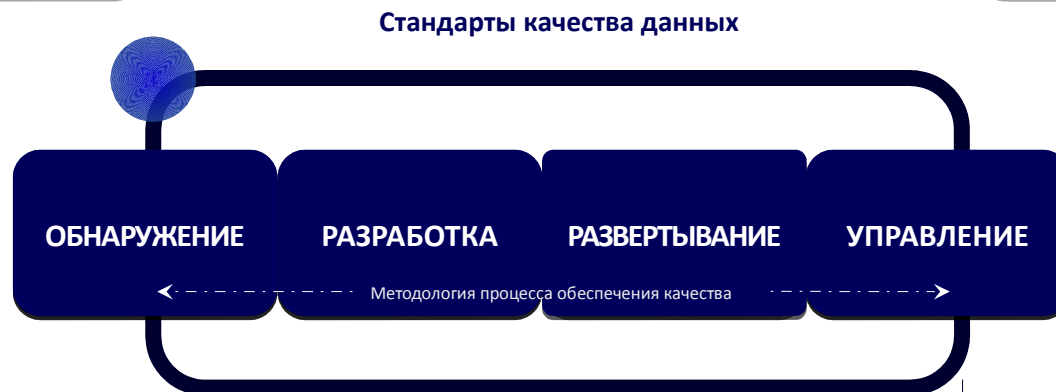 Стандарты качества данных
ОБНАРУЖЕНИЕ РАЗРАБОТКА РАЗВЕРТЫВАНИЕ УПРАВЛЕНИЕ
Методология процесса обеспечения качества